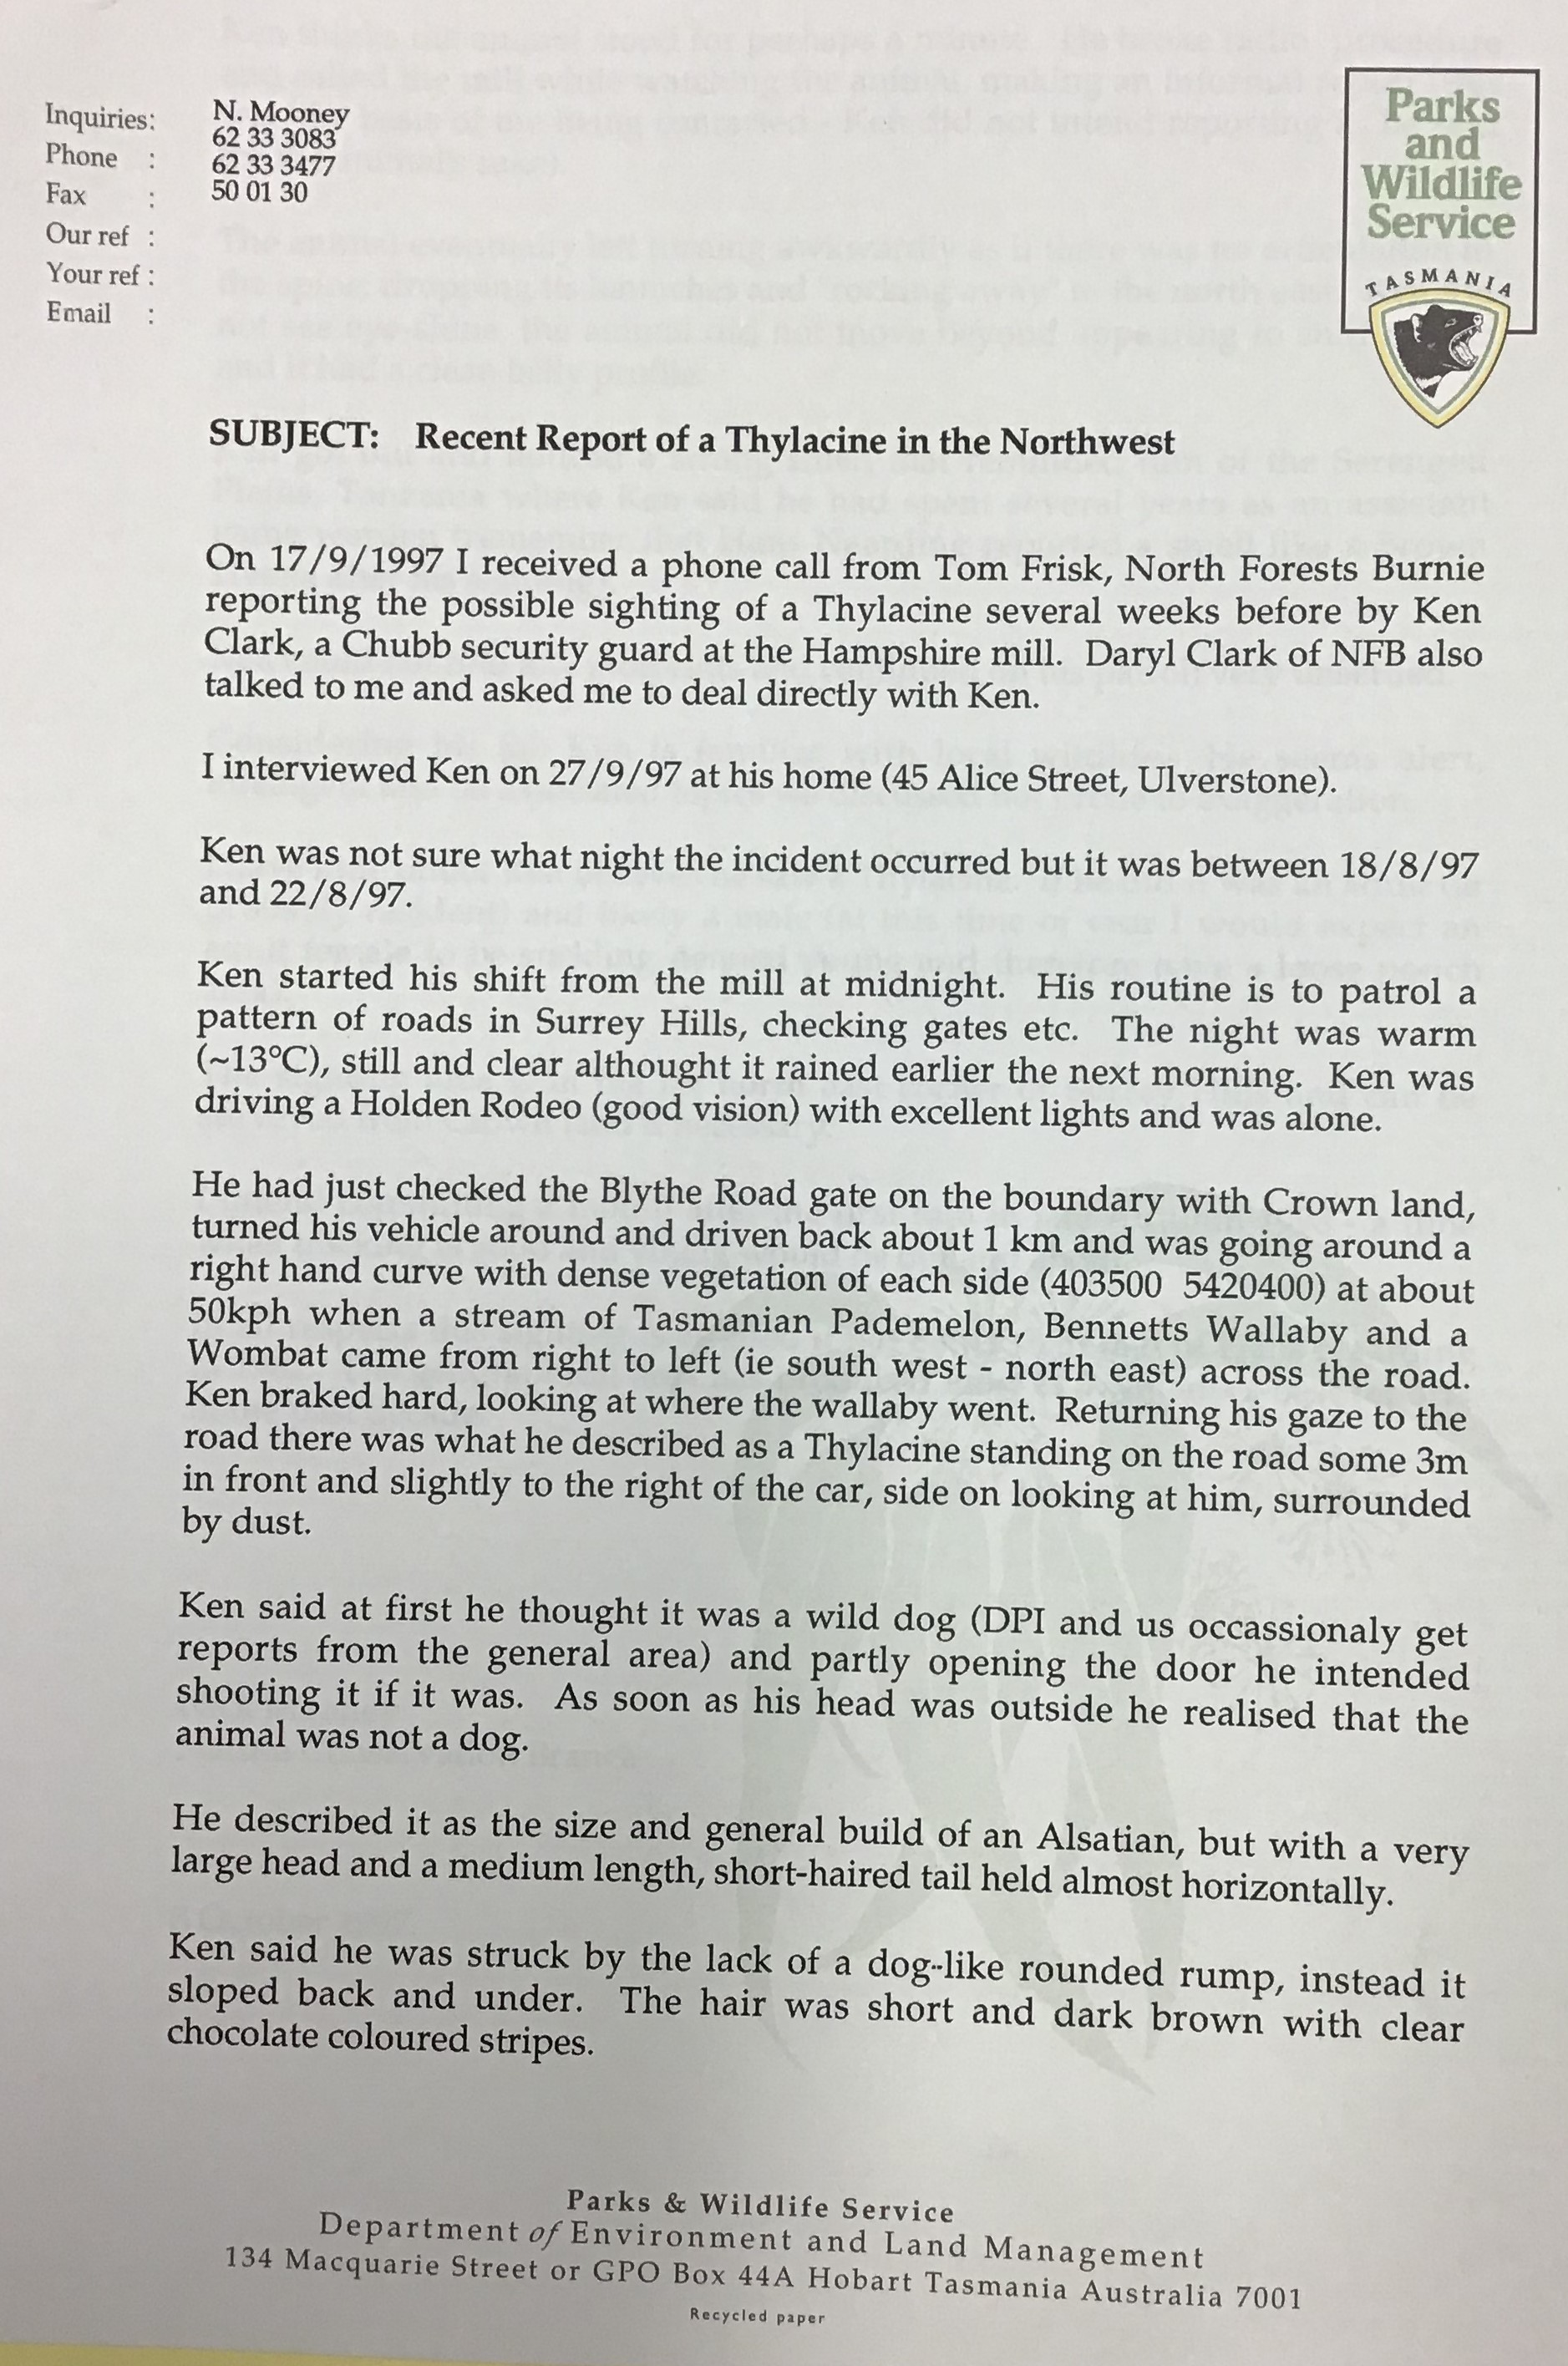 Inquiries: N. Mooney
Phone : 62 33 3083
Fax : 62 33 3477
Our ref : 50 01 30
Your ref :
Email :
Parks
and
Wildlife
Service
TASMANIA
SUBJECT: Recent Report of a Thylacine in the Northwest
On 17/9/1997 I received a phone call from Tom Frisk, North Forests Burnie
reporting the possible sighting of a Thylacine several weeks before by Ken
Clark, a Chubb security guard at the Hampshire mill. Daryl Clark of NFB also
talked to me and asked me to deal directly with Ken.
I interviewed Ken on 27/9/97 at his home (45 Alice Street, Ulverstone).
Ken was not sure what night the incident occurred but it was between 18/8/97
and 22/8/97.
Ken started his shift from the mill at midnight. His routine is to patrol a
pattern of roads in Surrey Hills, checking gates etc. The night was warm
(~13°C), still and clear althought it rained earlier the next morning. Ken was
driving a Holden Rodeo (good vision) with excellent lights and was alone.
He had just checked the Blythe Road gate on the boundary with Crown land,
turned his vehicle around and driven back about 1 km and was going around a
right hand curve with dense vegetation of each side (403500 5420400) at about
50kph when a stream of Tasmanian Pademelon, Bennetts Wallaby and a
Wombat came from right to left (ie south west - north east) across the road.
Ken braked hard, looking at where the wallaby went. Returning his gaze to the
road there was what he described as a Thylacine standing on the road some 3m
in front and slightly to the right of the car, side on looking at him, surrounded
by dust.
Ken said at first he thought it was a wild dog (DPI and us occassionaly get
reports from the general area) and partly opening the door he intended
shooting it if it was. As soon as his head was outside he realised that the
animal was not a dog.
He described it as the size and general build of an Alsatian, but with a very
large head and a medium length, short-haired tail held almost horizontally.
Ken said he was struck by the lack of a dog--like rounded rump, instead it
sloped back and under. The hair was short and dark brown with clear
chocolate coloured stripes.
Parks & Wildlife Service
Department of Environment and Land Management
134 Macquarie Street or GPO Box 44A Hobart Tasmania Australia 7001
Recycled paper